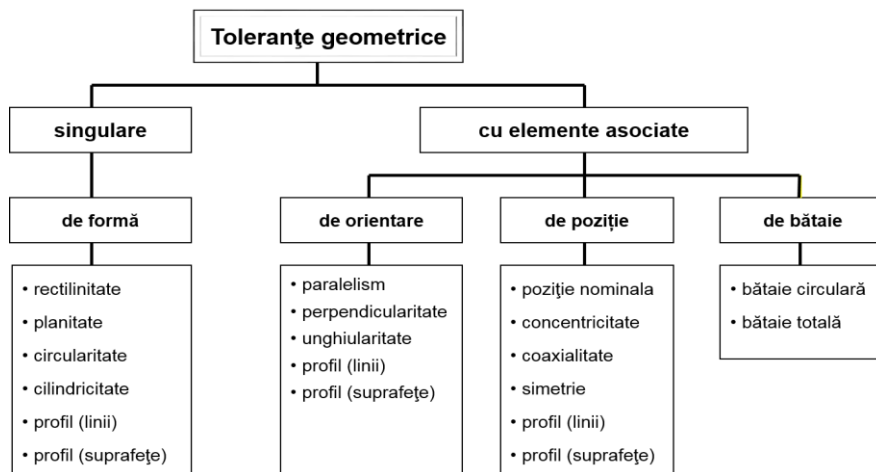 Toleranţe geometrice
singulare
cu elemente asociate
de formă
de orientare
de poziție
de bătaie
• rectilinitate
• planitate
• circularitate
• cilindricitate
• profil (linii)
• profil (suprafeţe)
• paralelism
• perpendicularitate
• unghiularitate
• profil (linii)
• profil (suprafeţe)
• poziţie nominala
• concentricitate
• coaxialitate
• simetrie
• profil (linii)
• profil (suprafeţe)
• bătaie circulară
• bătaie totală